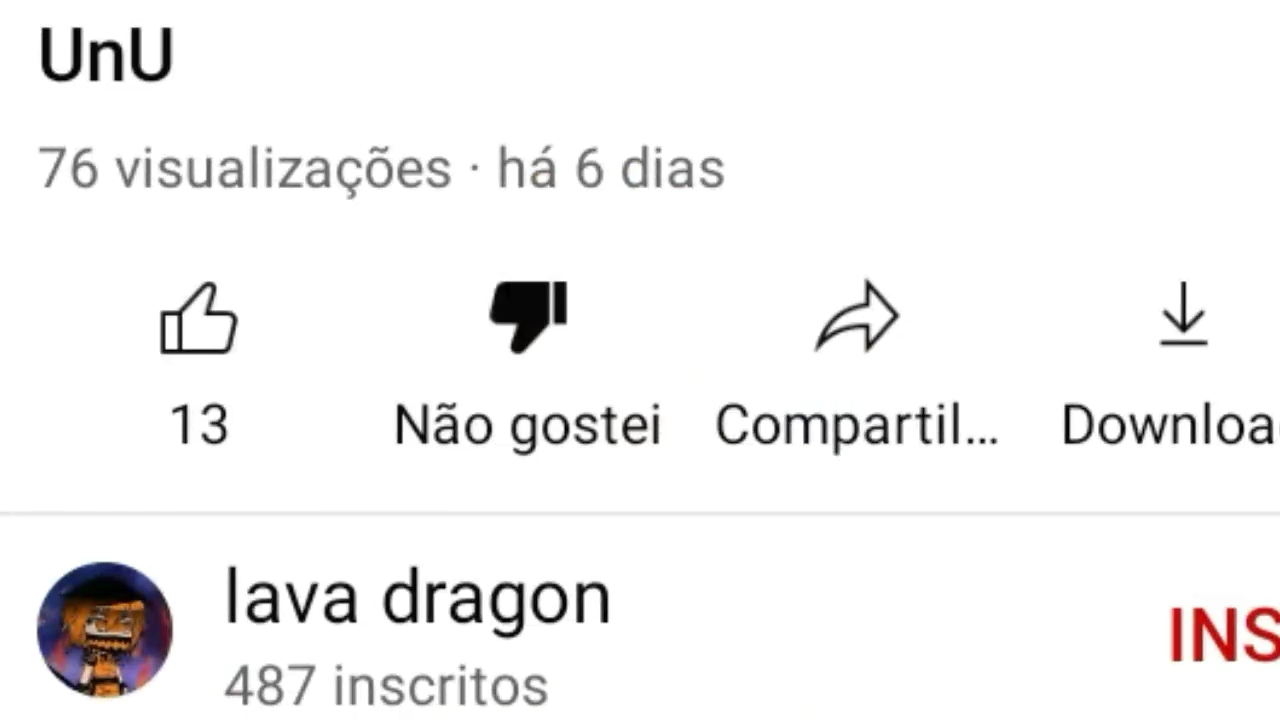 UnU
76 visualizações · há 6 dias
13 Não gostei Compartil... Downloa
lava dragon
INS
487 inscritos